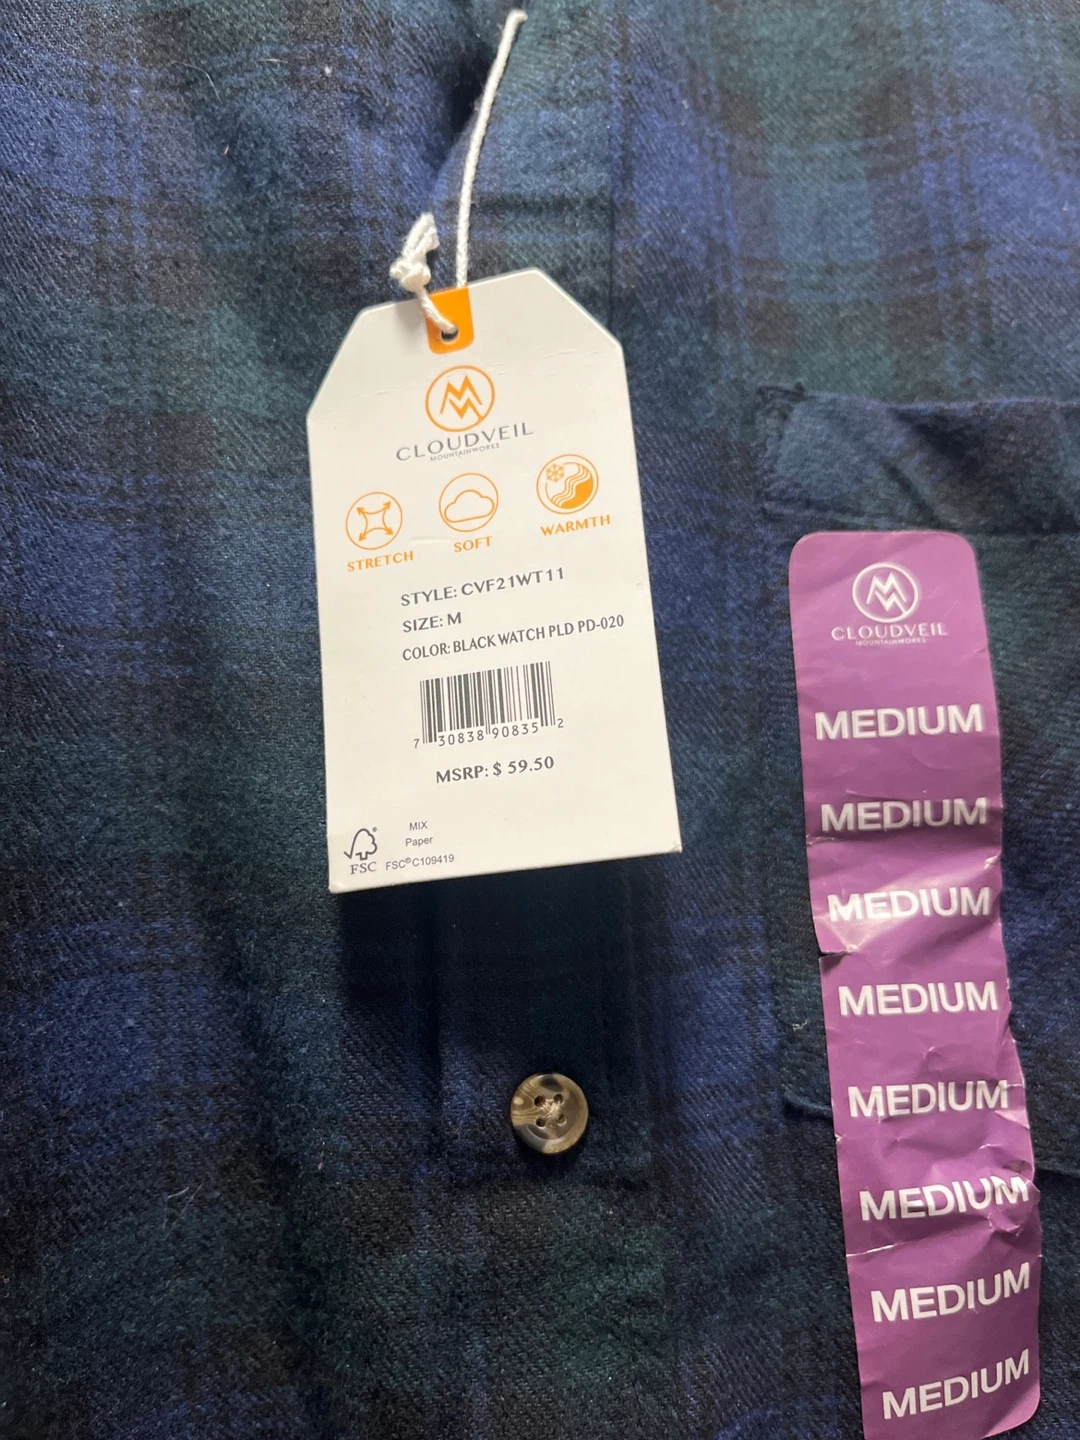 CLOUDVEIL
MOUNTAINWORKS
STRETCH
SOFT
WARMTH
STYLE: CVF21WT11
SIZE: M
COLOR: BLACK WATCH PLD PD-020
7 30838 90835 2
MSRP: $ 59.50
MIX
Paper
FSC® C109419
FSC
CLOUDVEIL
MOUNTAINWORKS
MEDIUM
MEDIUM
MEDIUM
MEDIUM
MEDIUM
MEDIUM
MEDIUM
MEDIUM